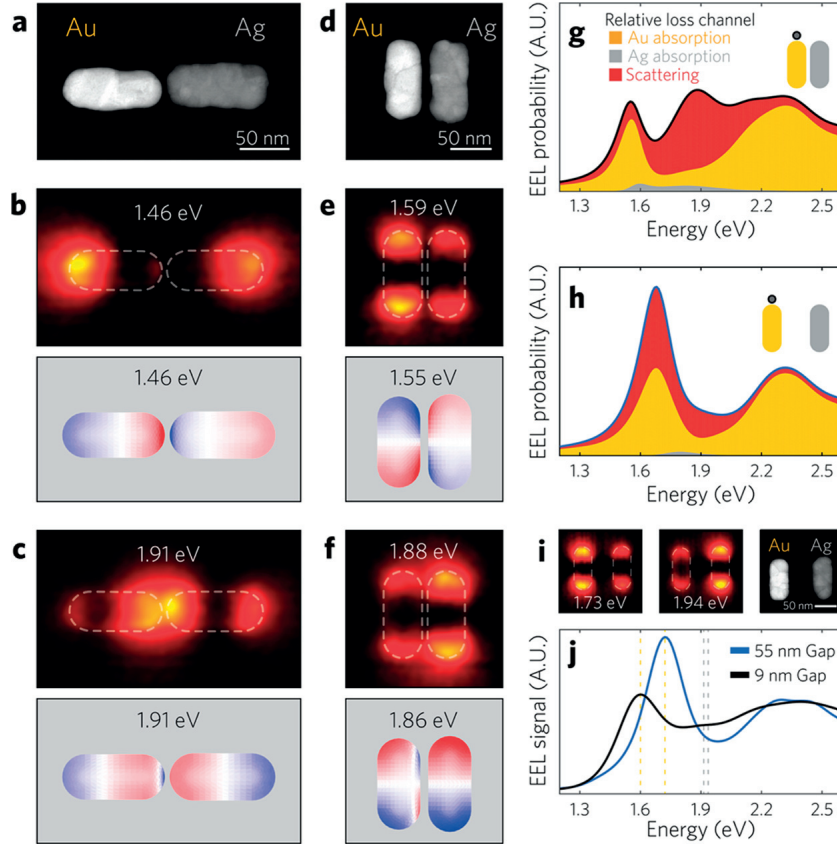 a
Au
Ag
50 nm
d
Au
Ag
50 nm
b
1.46 eV
1.46 eV
e
1.59 eV
1.55 eV
c
1.91 eV
1.91 eV
f
1.88 eV
1.86 eV
g
Relative loss channel
Au absorption
Ag absorption
Scattering
EEL probability (A.U.)
1.3 1.6 1.9 2.2 2.5
Energy (eV)
h
EEL probability (A.U.)
1.3 1.6 1.9 2.2 2.5
Energy (eV)
i
1.73 eV
1.94 eV
Au
Ag
50 nm
j
55 nm Gap
9 nm Gap
EEL signal (A.U.)
1.3 1.6 1.9 2.2 2.5
Energy (eV)